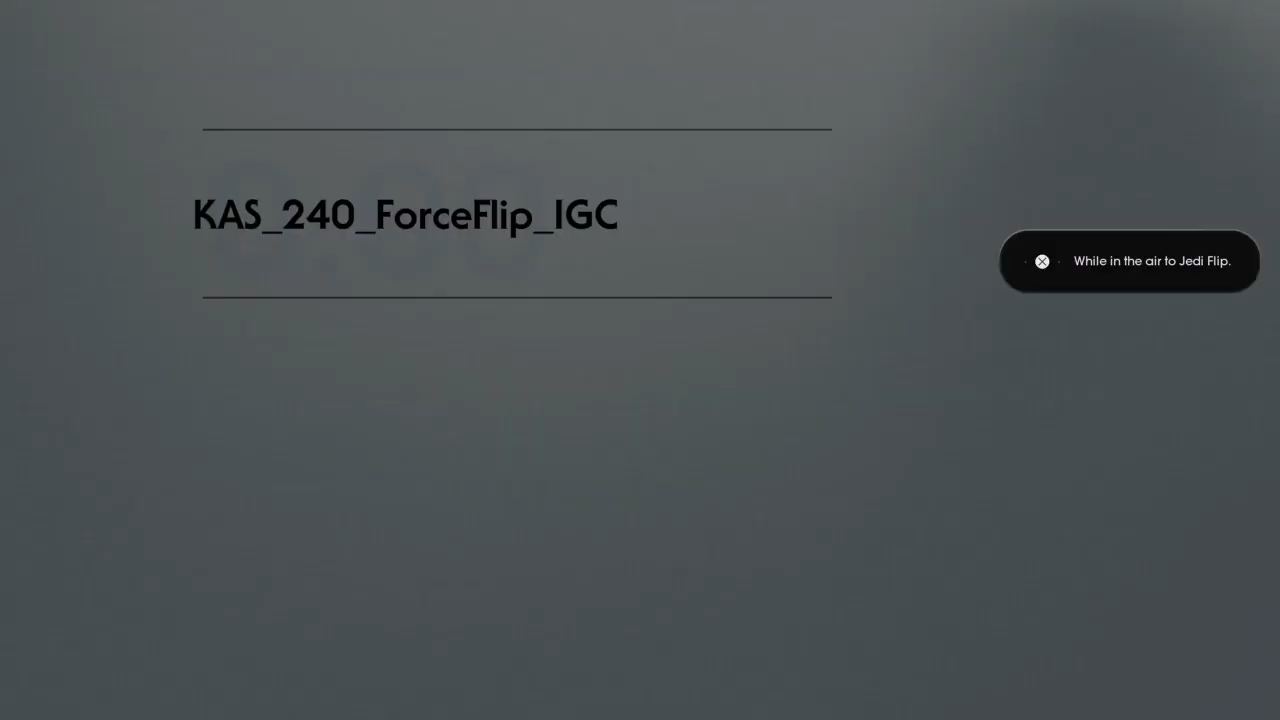 KAS_240_ForceFlip_IGC
While in the air to Jedi Flip.